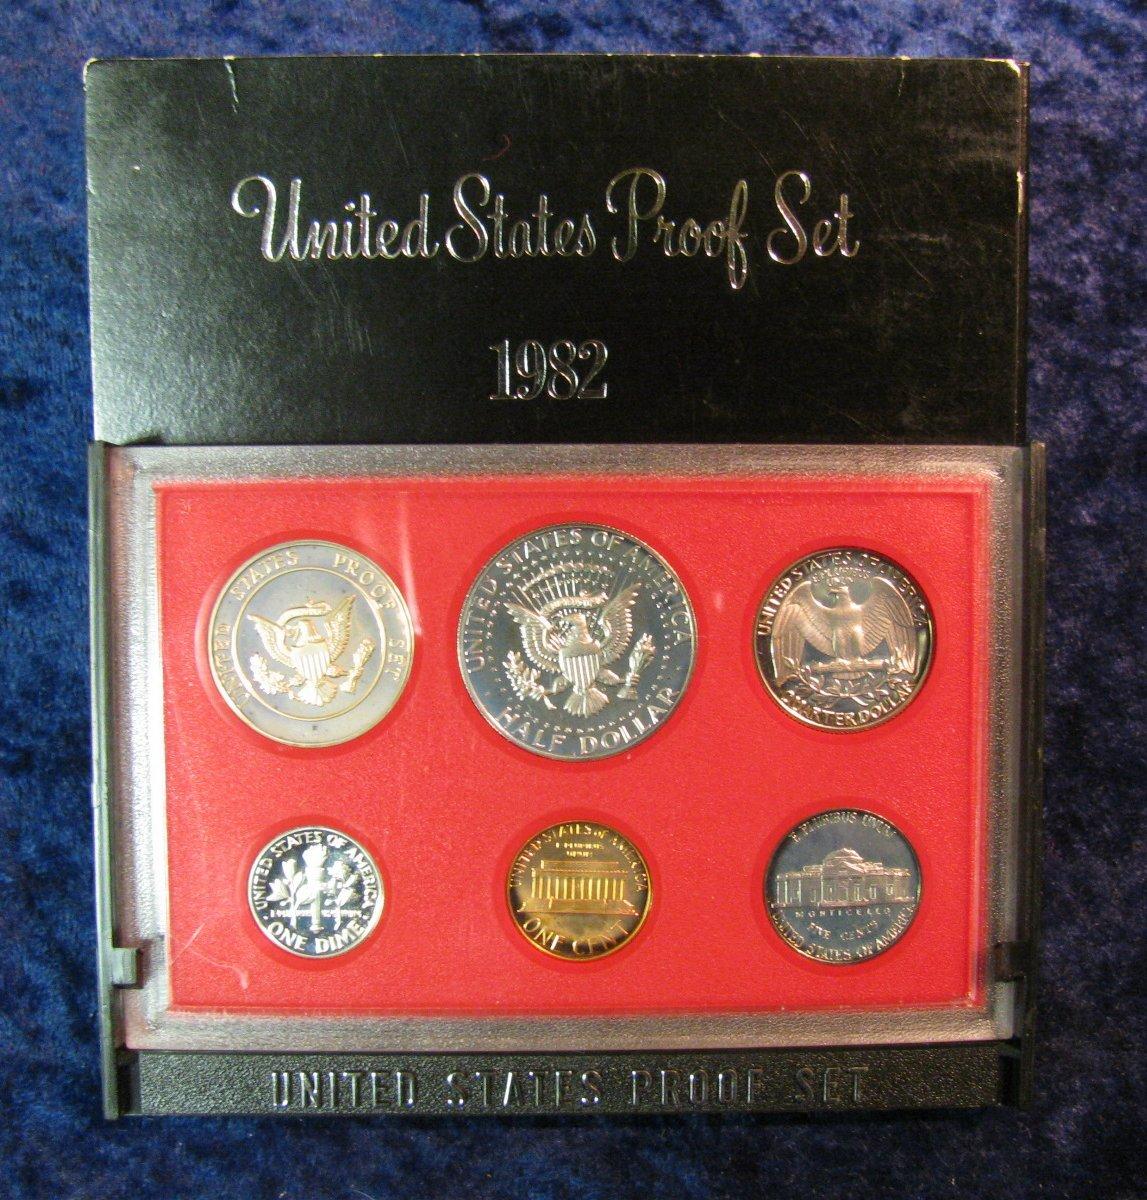 United States Proof Set
1982
UNITED STATES PROOF SET
UNITED STATES OF AMERICA
HALF DOLLAR
UNITED STATES OF AMERICA
QUARTER DOLLAR
UNITED STATES OF AMERICA
ONE DIME
UNITED STATES OF AMERICA
E PLURIBUS
UNUM
ONE CENT
E PLURIBUS UNUM
MONTICELLO
FIVE CENTS
UNITED STATES OF AMERICA
UNITED STATES PROOF SET